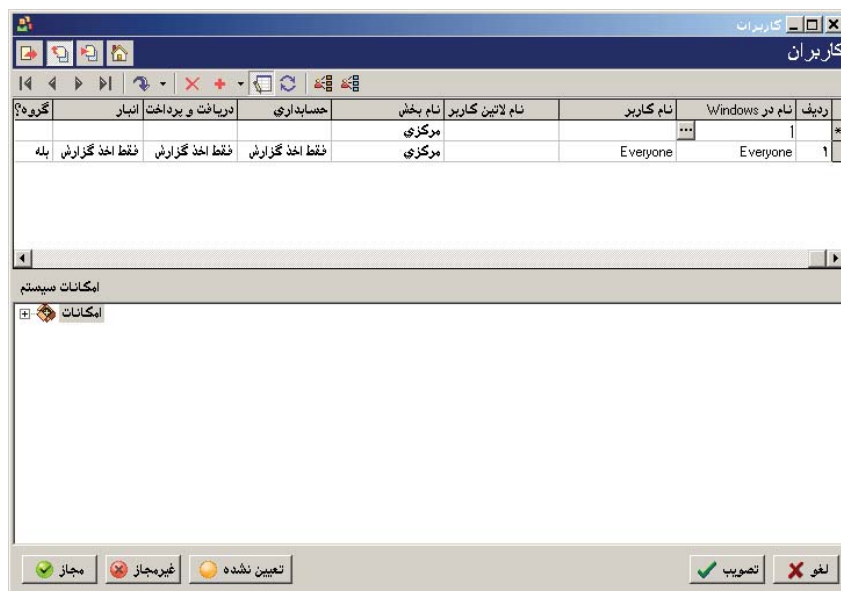 کاربران
کاربران
ردیف نام در Windows نام کاربر نام لاتین کاربر نام بخش حسابداری دریافت و پرداخت انبار گروه؟
* 1 ... مرکزی
۱ Everyone Everyone مرکزی فقط اخذ گزارش فقط اخذ گزارش فقط اخذ گزارش بله
امکانات سیستم
امکانات
لغو تصویب تعیین نشده غیرمجاز مجاز